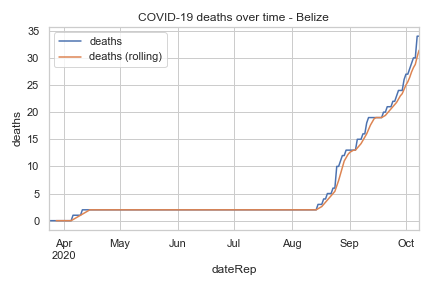 COVID-19 deaths over time - Belize
deaths
deaths (rolling)
35
30
25
20
15
10
5
0
deaths
Apr
2020
May
Jun
Jul
Aug
Sep
Oct
dateRep